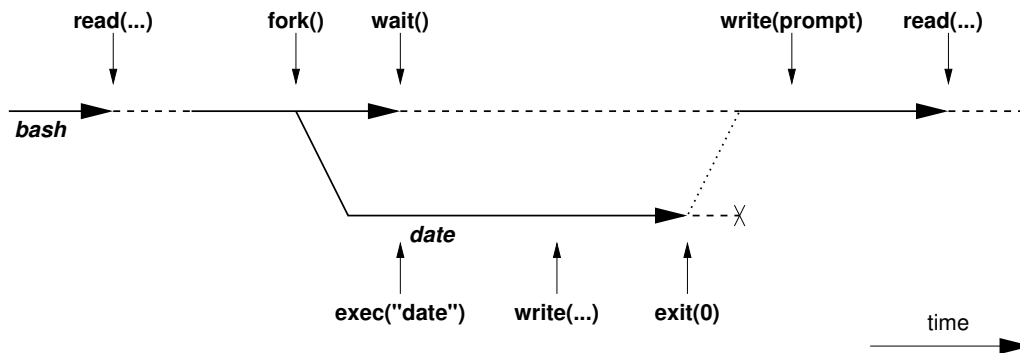 read(...) fork() wait() write(prompt) read(...)
bash
date
exec("date") write(...) exit(0)
time